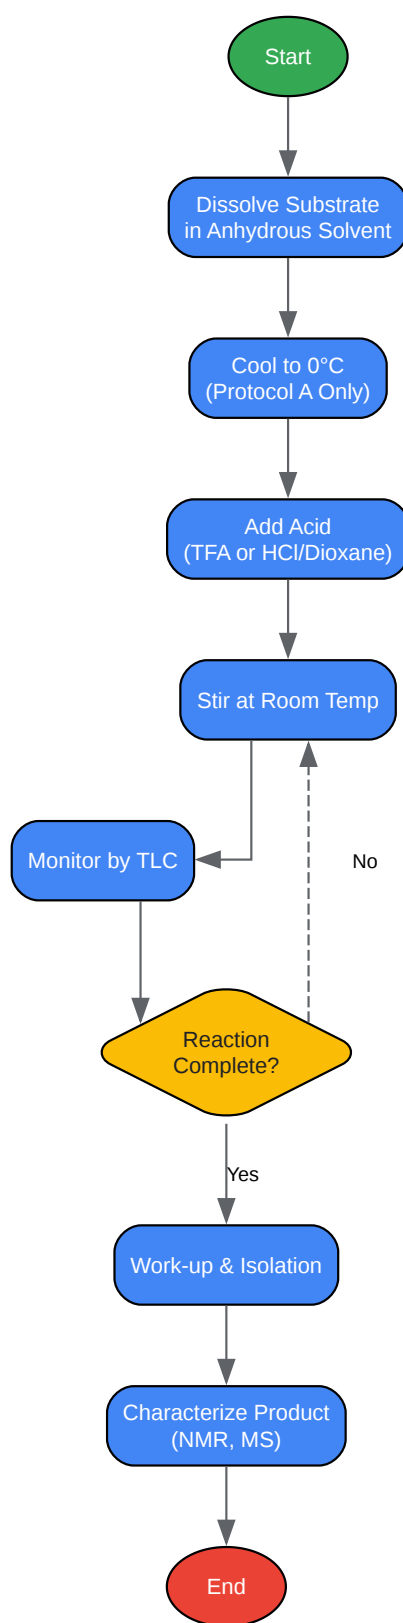 Start
Dissolve Substrate
in Anhydrous Solvent
Cool to 0°C
(Protocol A Only)
Add Acid
(TFA or HCl/Dioxane)
Stir at Room Temp
Monitor by TLC
No
Reaction
Complete?
Yes
Work-up & Isolation
Characterize Product
(NMR, MS)
End